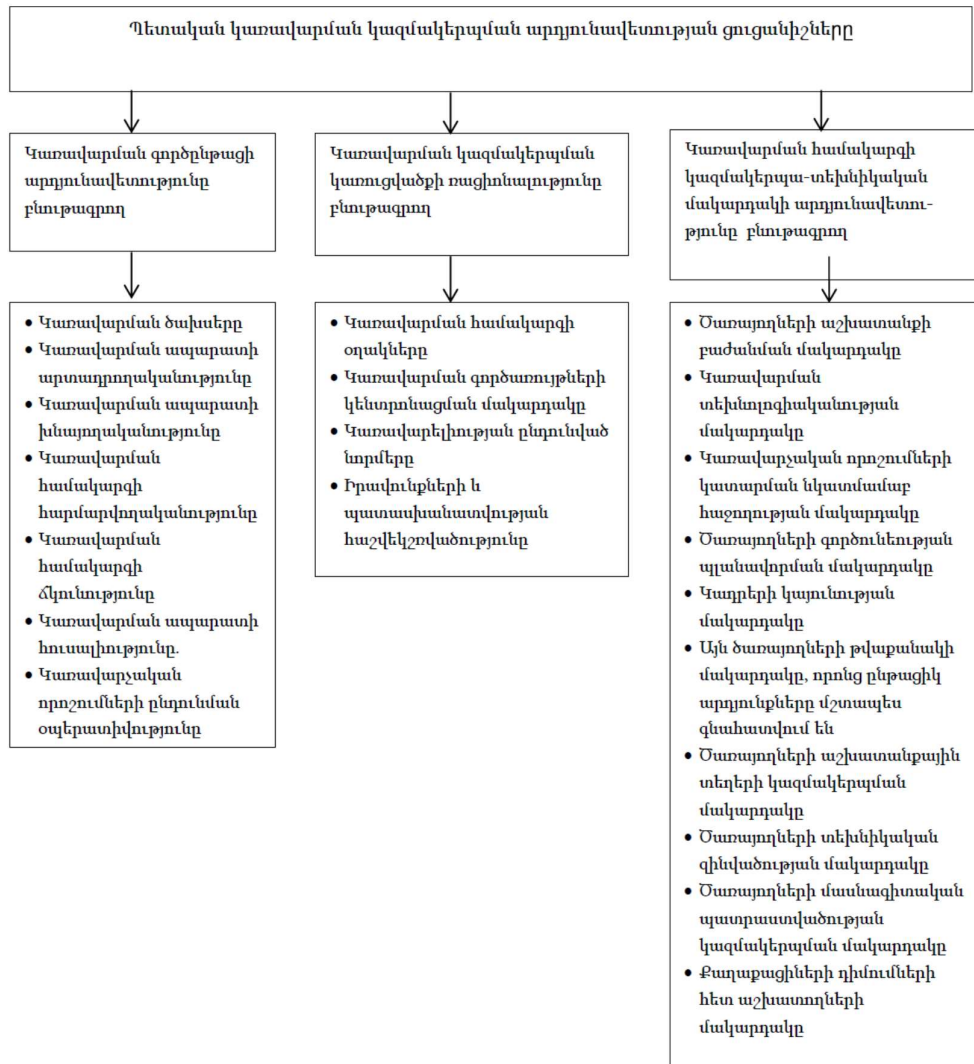 Պետական կառավարման կազմակերպման արդյունավետության ցուցանիշները
Կառավարման գործընթացի
արդյունավետությունը
բնութագրող
Կառավարման կազմակերպման
կառուցվածքի ռացիոնալությունը
բնութագրող
Կառավարման համակարգի
կազմակերպա-տեխնիկական
մակարդակի արդյունավետու-
թյունը բնութագրող
• Կառավարման ծախսերը
• Կառավարման ապարատի
արտադրողականությունը
• Կառավարման ապարատի
խնայողականությունը
• Կառավարման
համակարգի
հարմարվողականությունը
• Կառավարման
համակարգի
ճկունությունը
• Կառավարման ապարատի
հուսալիությունը.
• Կառավարչական
որոշումների ընդունման
օպերատիվությունը
• Կառավարման համակարգի
օղակները
• Կառավարման գործառույթների
կենտրոնացման մակարդակը
• Կառավարելիության ընդունված
նորմերը
• Իրավունքների և
պատասխանատվության
հաշվեկշռվածությունը
• Ծառայողների աշխատանքի
բաժանման մակարդակը
• Կառավարման
տեխնոլոգիականության
մակարդակը
• Կառավարչական որոշումների
կատարման նկատմամաբ
հաջողության մակարդակը
• Ծառայողների գործունեության
պլանավորման մակարդակը
• Կադրերի կայունության
մակարդակը
• Այն ծառայողների թվաքանակի
մակարդակը, որոնց ընթացիկ
արդյունքները մշտապես
գնահատվում են
• Ծառայողների աշխատանքային
տեղերի կազմակերպման
մակարդակը
• Ծառայողների տեխնիկական
զինվածության մակարդակը
• Ծառայողների մասնագիտական
պատրաստվածության
կազմակերպման մակարդակը
• Քաղաքացիների դիմումների
հետ աշխատողների
մակարդակը